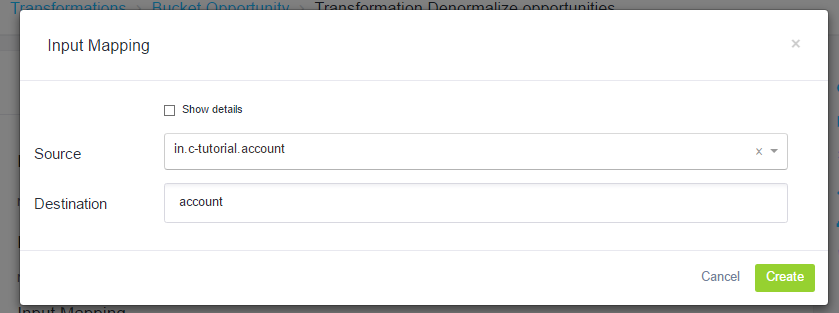 Transformations > Bucket Opportunity > Transformation Denormalize opportunities
Input Mapping ×
Show details
Source in.c-tutorial.account ×
Destination account
Cancel Create
Input Mapping